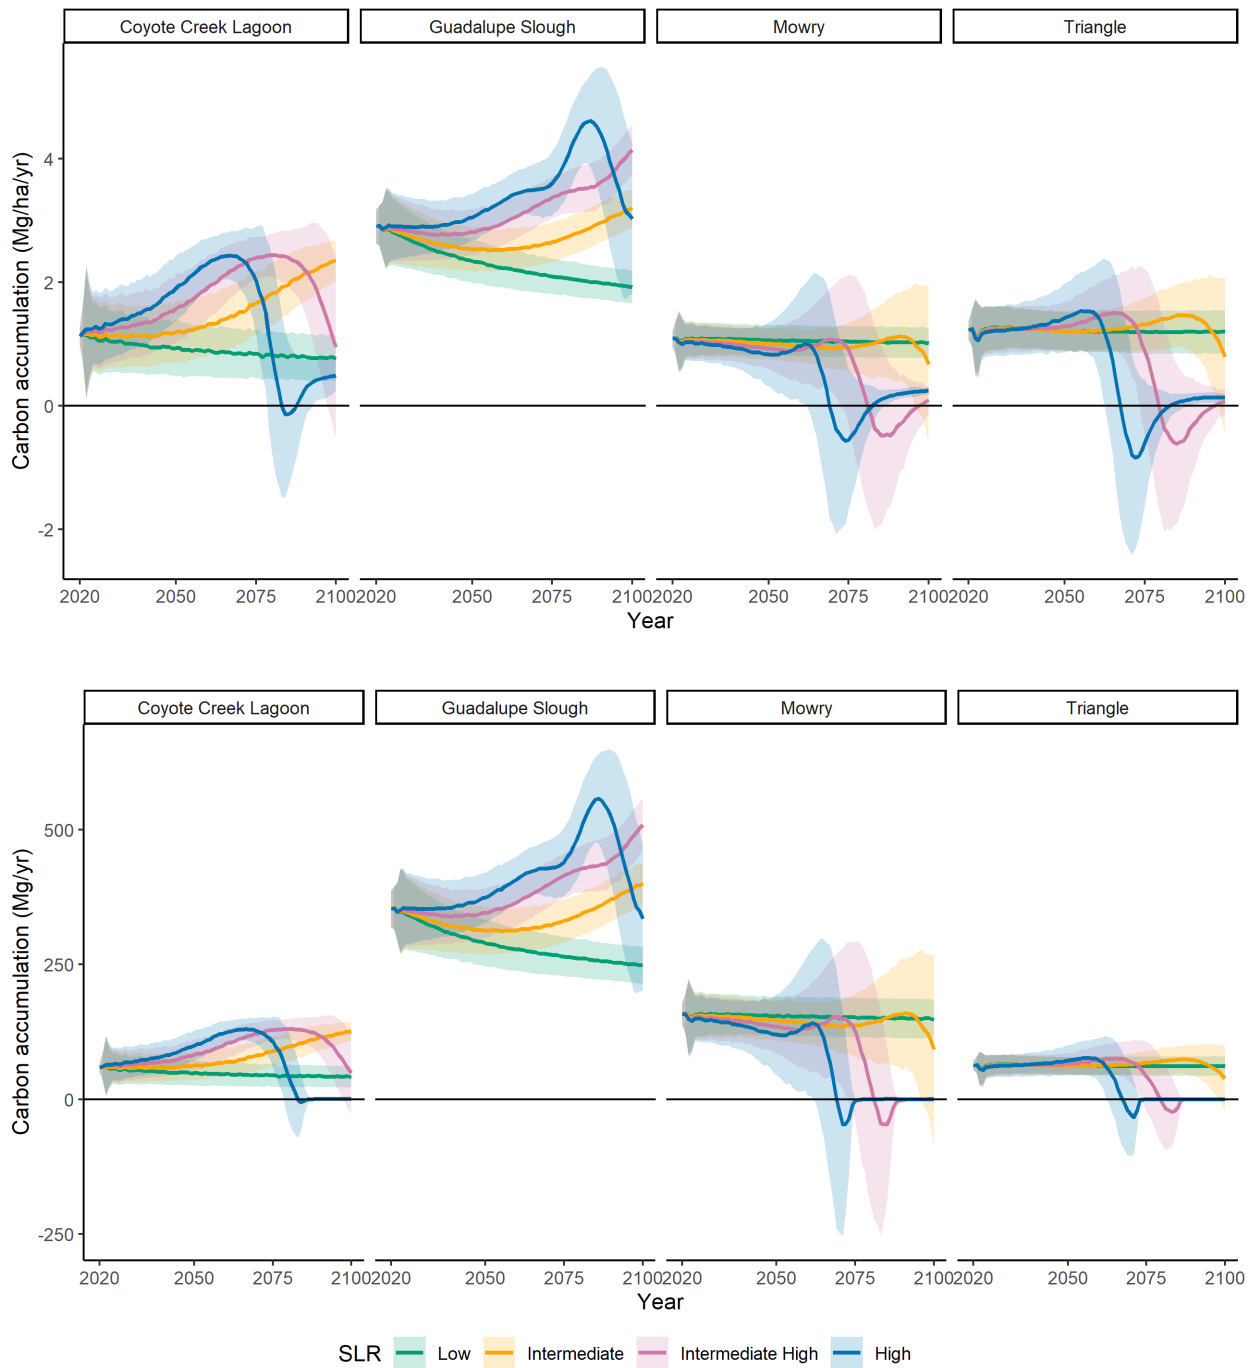 Coyote Creek Lagoon Guadalupe Slough Mowry Triangle
Carbon accumulation (Mg/ha/yr)
4
2
0
-2
2020 2050 2075 2100 2020 2050 2075 2100 2020 2050 2075 2100 2020 2050 2075 2100
Year
Coyote Creek Lagoon Guadalupe Slough Mowry Triangle
Carbon accumulation (Mg/yr)
500
250
0
-250
2020 2050 2075 2100 2020 2050 2075 2100 2020 2050 2075 2100 2020 2050 2075 2100
Year
SLR Low Intermediate Intermediate High High